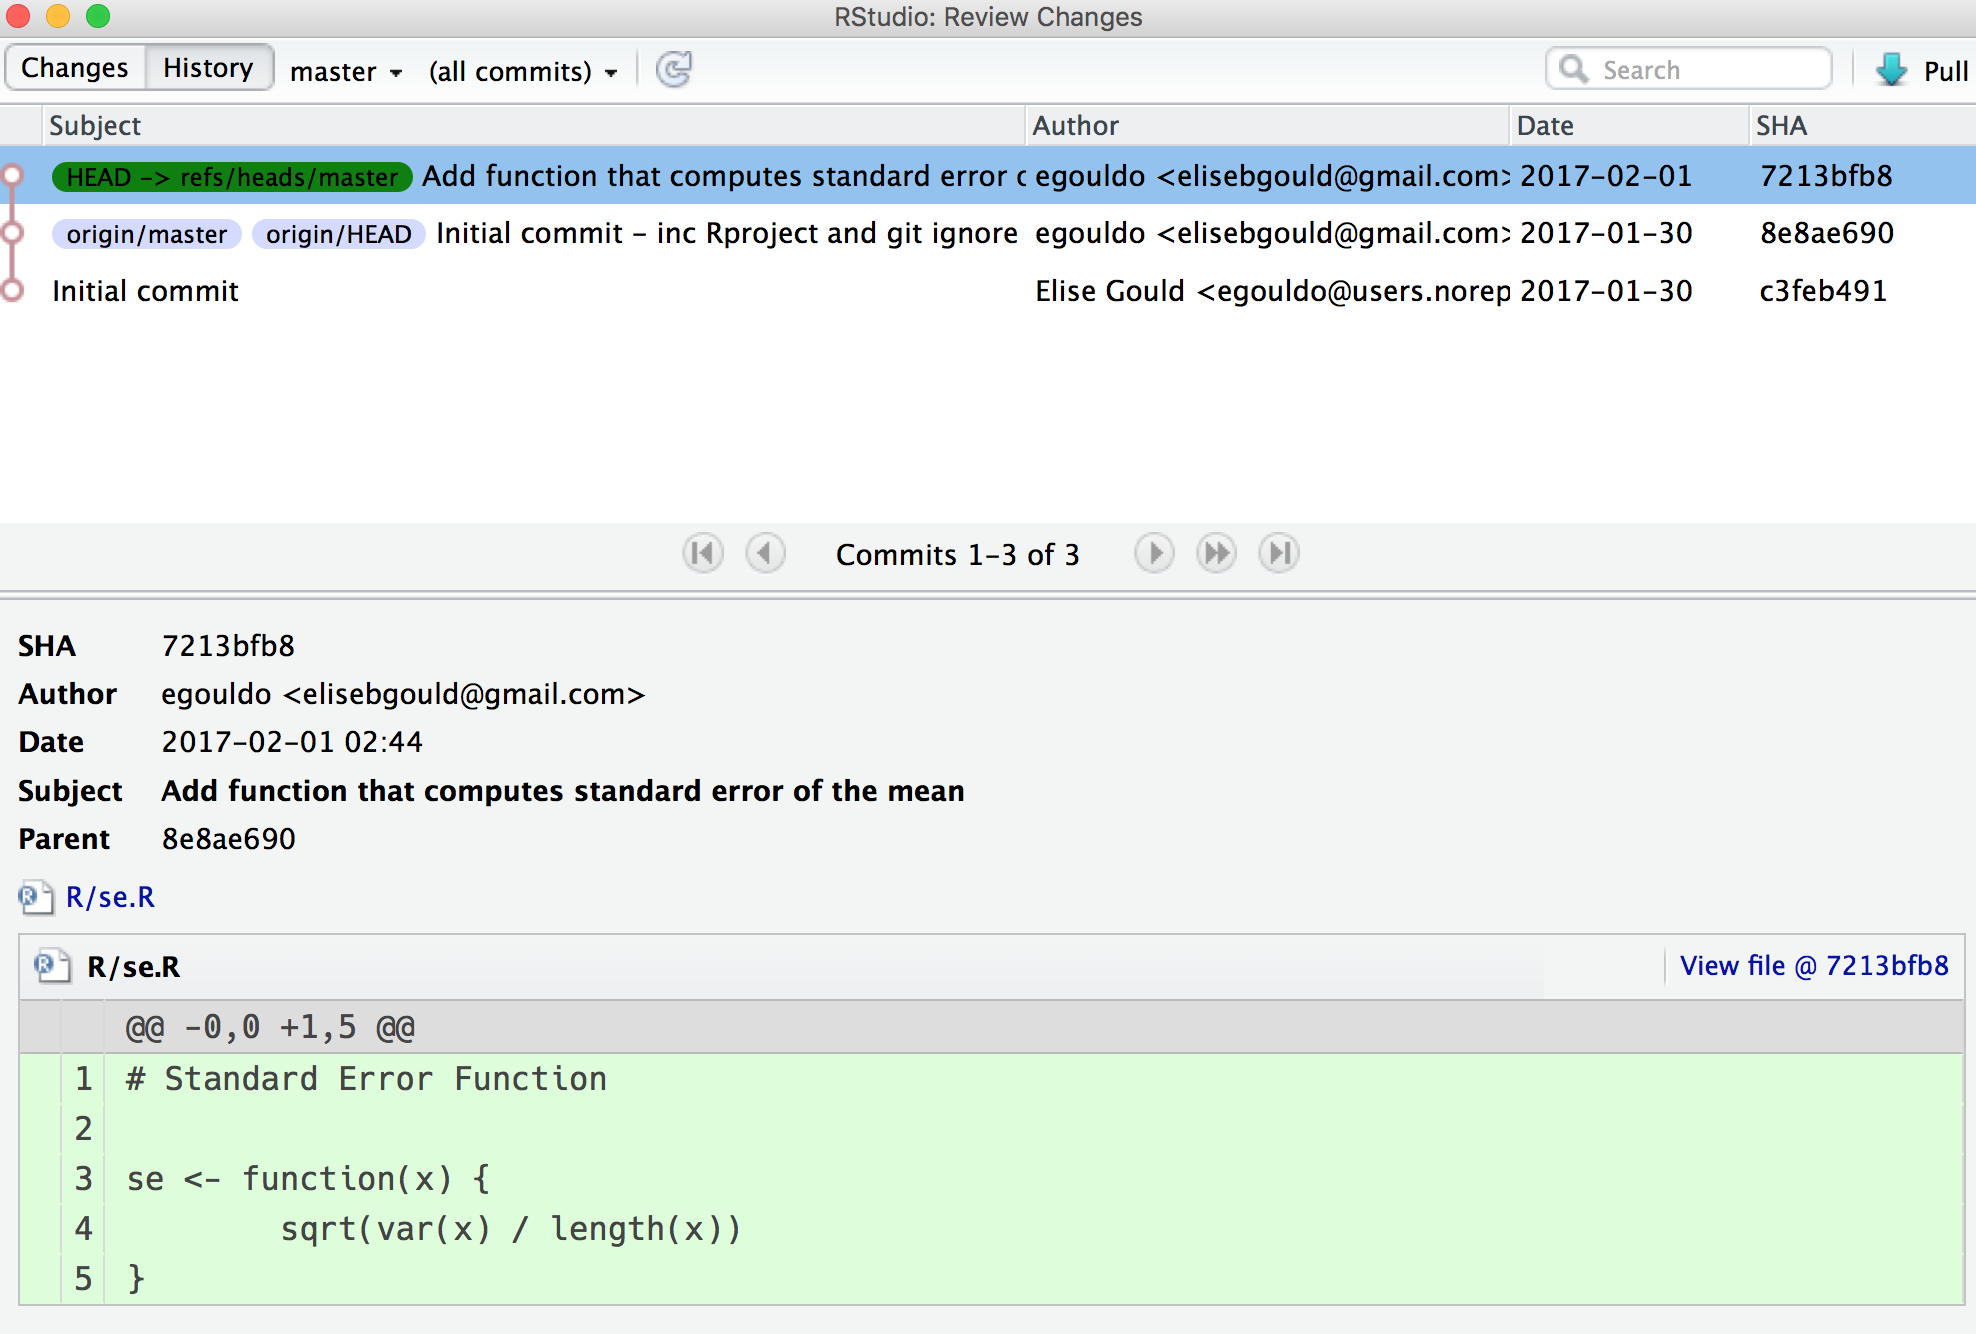 RStudio: Review Changes
Changes History master (all commits) Search Pull
Subject Author Date SHA
HEAD -> refs/heads/master Add function that computes standard error c egouldo <elisebgould@gmail.com> 2017-02-01 7213bfb8
origin/master origin/HEAD Initial commit - inc Rproject and git ignore egouldo <elisebgould@gmail.com> 2017-01-30 8e8ae690
Initial commit Elise Gould <egouldo@users.norep 2017-01-30 c3feb491
Commits 1-3 of 3
SHA 7213bfb8
Author egouldo <elisebgould@gmail.com>
Date 2017-02-01 02:44
Subject Add function that computes standard error of the mean
Parent 8e8ae690
R/se.R
R/se.R View file @ 7213bfb8
@@ -0,0 +1,5 @@
1 # Standard Error Function
2
3 se <- function(x) {
4 sqrt(var(x) / length(x))
5 }